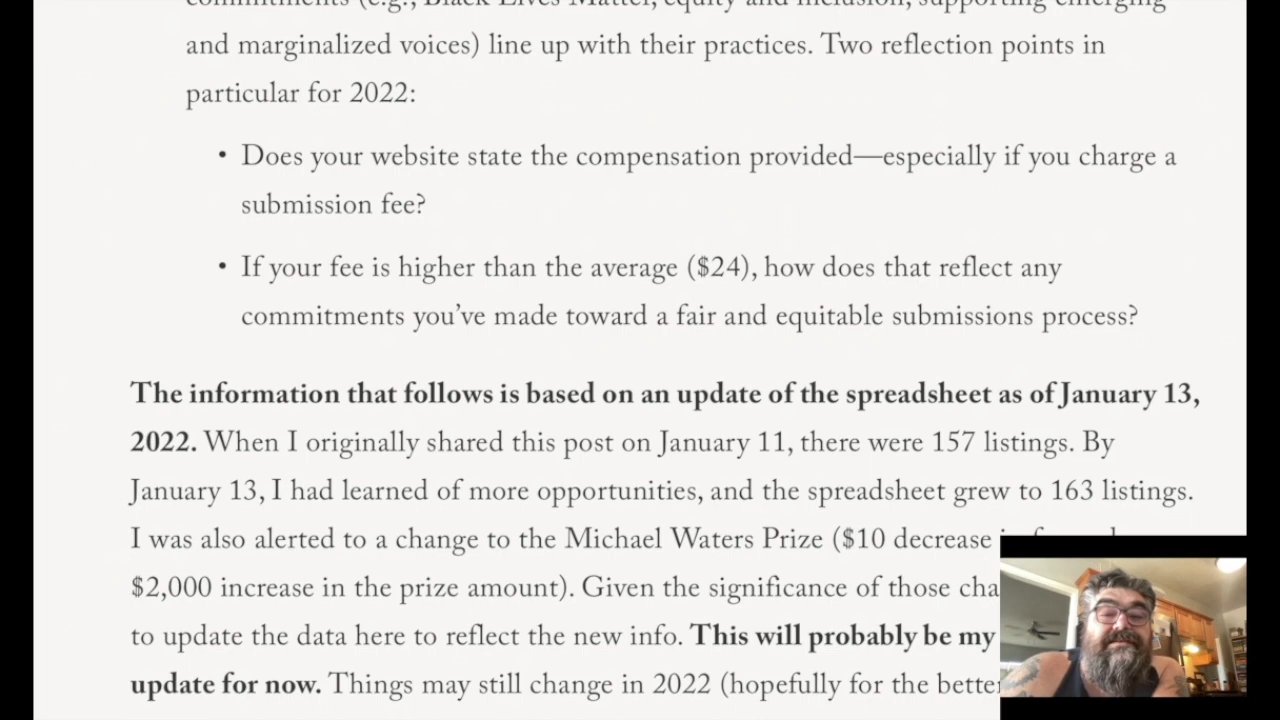 and marginalized voices) line up with their practices. Two reflection points in
particular for 2022:
• Does your website state the compensation provided—especially if you charge a
submission fee?
• If your fee is higher than the average ($24), how does that reflect any
commitments you've made toward a fair and equitable submissions process?
The information that follows is based on an update of the spreadsheet as of January 13,
2022. When I originally shared this post on January 11, there were 157 listings. By
January 13, I had learned of more opportunities, and the spreadsheet grew to 163 listings.
I was also alerted to a change to the Michael Waters Prize ($10 decrease
$2,000 increase in the prize amount). Given the significance of those cha
to update the data here to reflect the new info. This will probably be my
update for now. Things may still change in 2022 (hopefully for the better